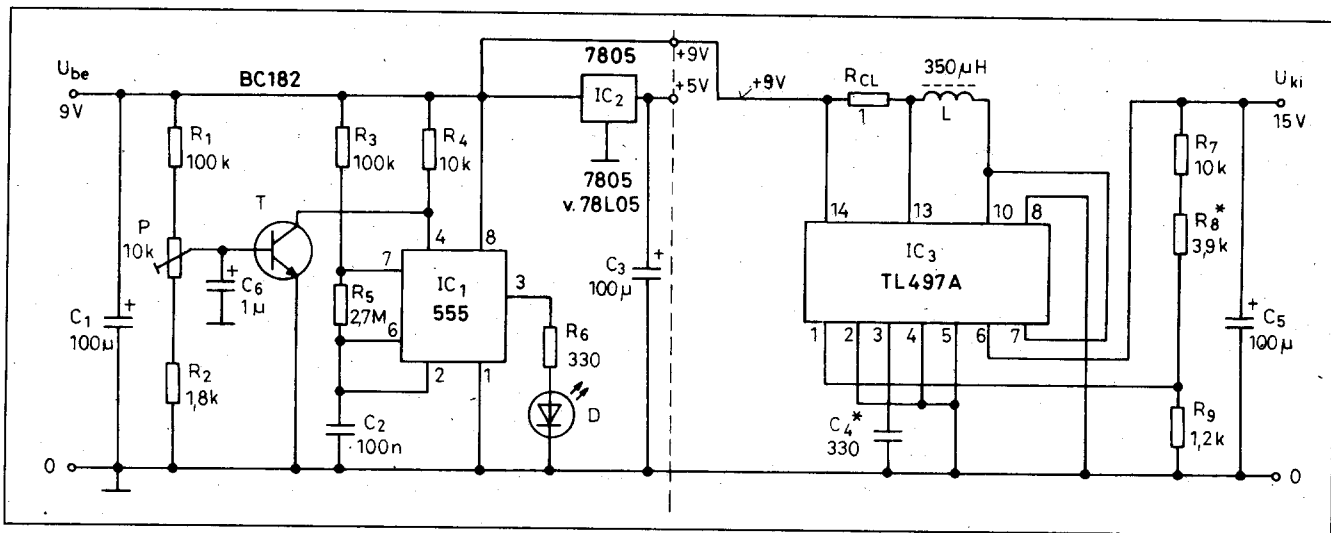 U be
9V
BC182
7805
IC2
7805
v. 78L05
+9V
+5V
+9V
RCL
1
350µH
L
U ki
15V
R1
100k
R3
100k
R4
10k
T
P
10k
C6
1µ
+
C1
100µ
+
R2
1,8k
R5
2,7M
C2
100n
7
6
4
8
3
2
1
IC1
555
R6
330
D
C3
100µ
+
14
13
10
8
IC3
TL497A
1
2
3
4
5
6
7
C4*
330
R7
10k
R8*
3,9k
R9
1,2k
C5
100µ
+
0
0